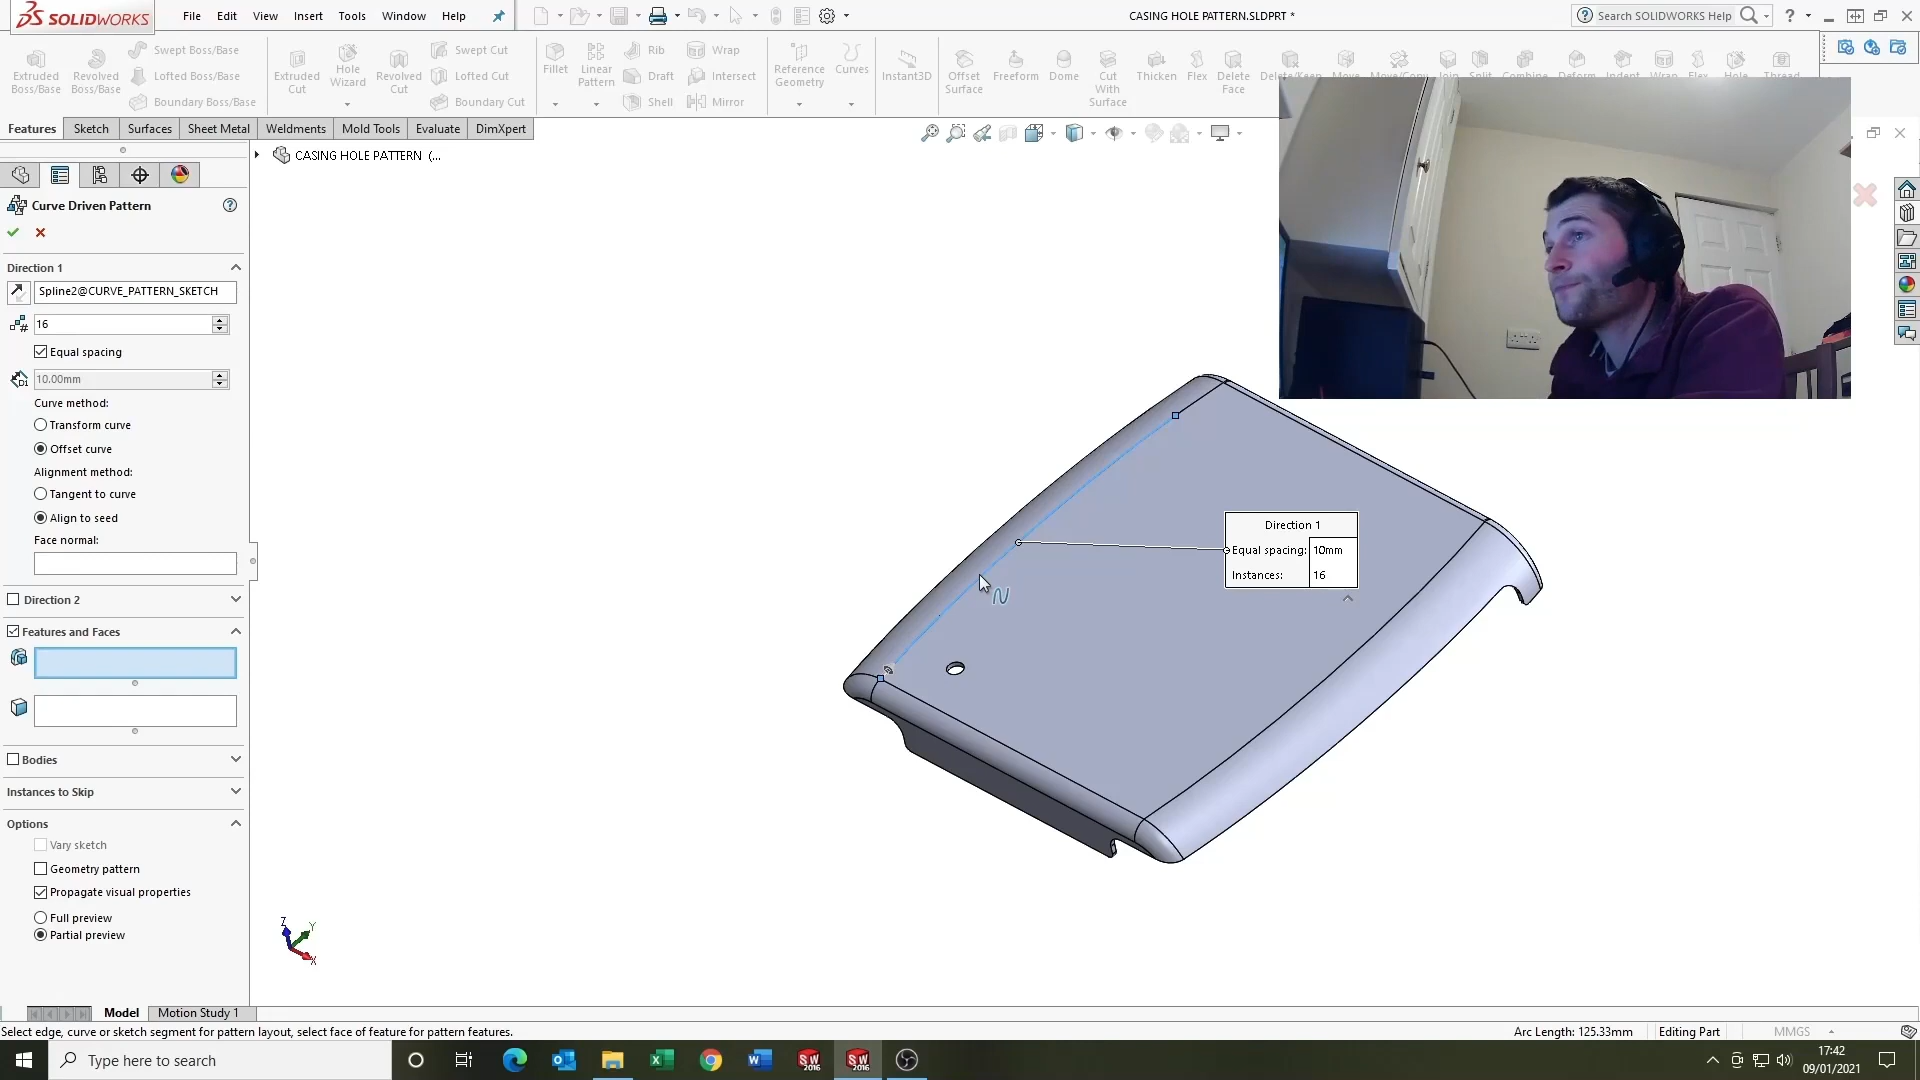 SOLIDWORKS
File Edit View Insert Tools Window Help
CASING HOLE PATTERN.SLDPRT *
Search SOLIDWORKS Help
Extruded Boss/Base
Revolved Boss/Base
Swept Boss/Base
Lofted Boss/Base
Boundary Boss/Base
Extruded Cut
Hole Wizard
Revolved Cut
Swept Cut
Lofted Cut
Boundary Cut
Fillet
Linear Pattern
Rib
Draft
Shell
Wrap
Intersect
Mirror
Reference Geometry
Curves
Instant3D
Offset Surface
Freeform
Dome
Cut With Surface
Thicken
Flex
Delete Face
Features Sketch Surfaces Sheet Metal Weldments Mold Tools Evaluate DimXpert
CASING HOLE PATTERN (...
Curve Driven Pattern
Direction 1
Spline2@CURVE_PATTERN_SKETCH
16
Equal spacing
10.00mm
Curve method:
Transform curve
Offset curve
Alignment method:
Tangent to curve
Align to seed
Face normal:
Direction 2
Features and Faces
Bodies
Instances to Skip
Options
Vary sketch
Geometry pattern
Propagate visual properties
Full preview
Partial preview
Direction 1
Equal spacing: 10mm
Instances: 16
Z
Y
X
Model Motion Study 1
Select edge, curve or sketch segment for pattern layout, select face of feature for pattern features.
Arc Length: 125.33mm Editing Part MMGS
Type here to search
17:42
09/01/2021